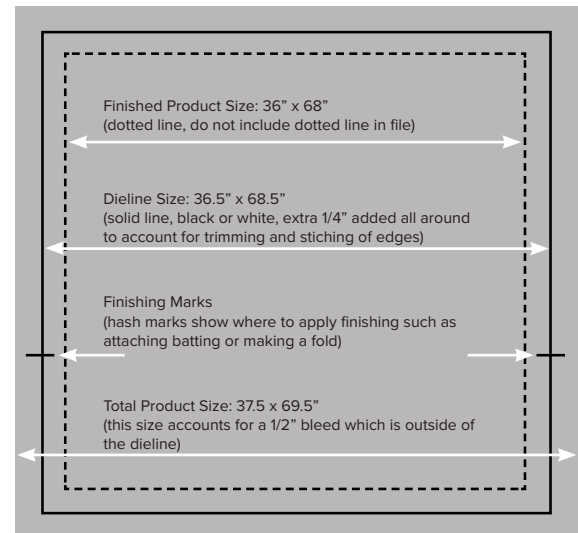 Finished Product Size: 36” x 68”
(dotted line, do not include dotted line in file)
Dieline Size: 36.5” x 68.5”
(solid line, black or white, extra 1/4” added all around
to account for trimming and stiching of edges)
Finishing Marks
(hash marks show where to apply finishing such as
attaching batting or making a fold)
Total Product Size: 37.5 x 69.5”
(this size accounts for a 1/2” bleed which is outside of
the dieline)